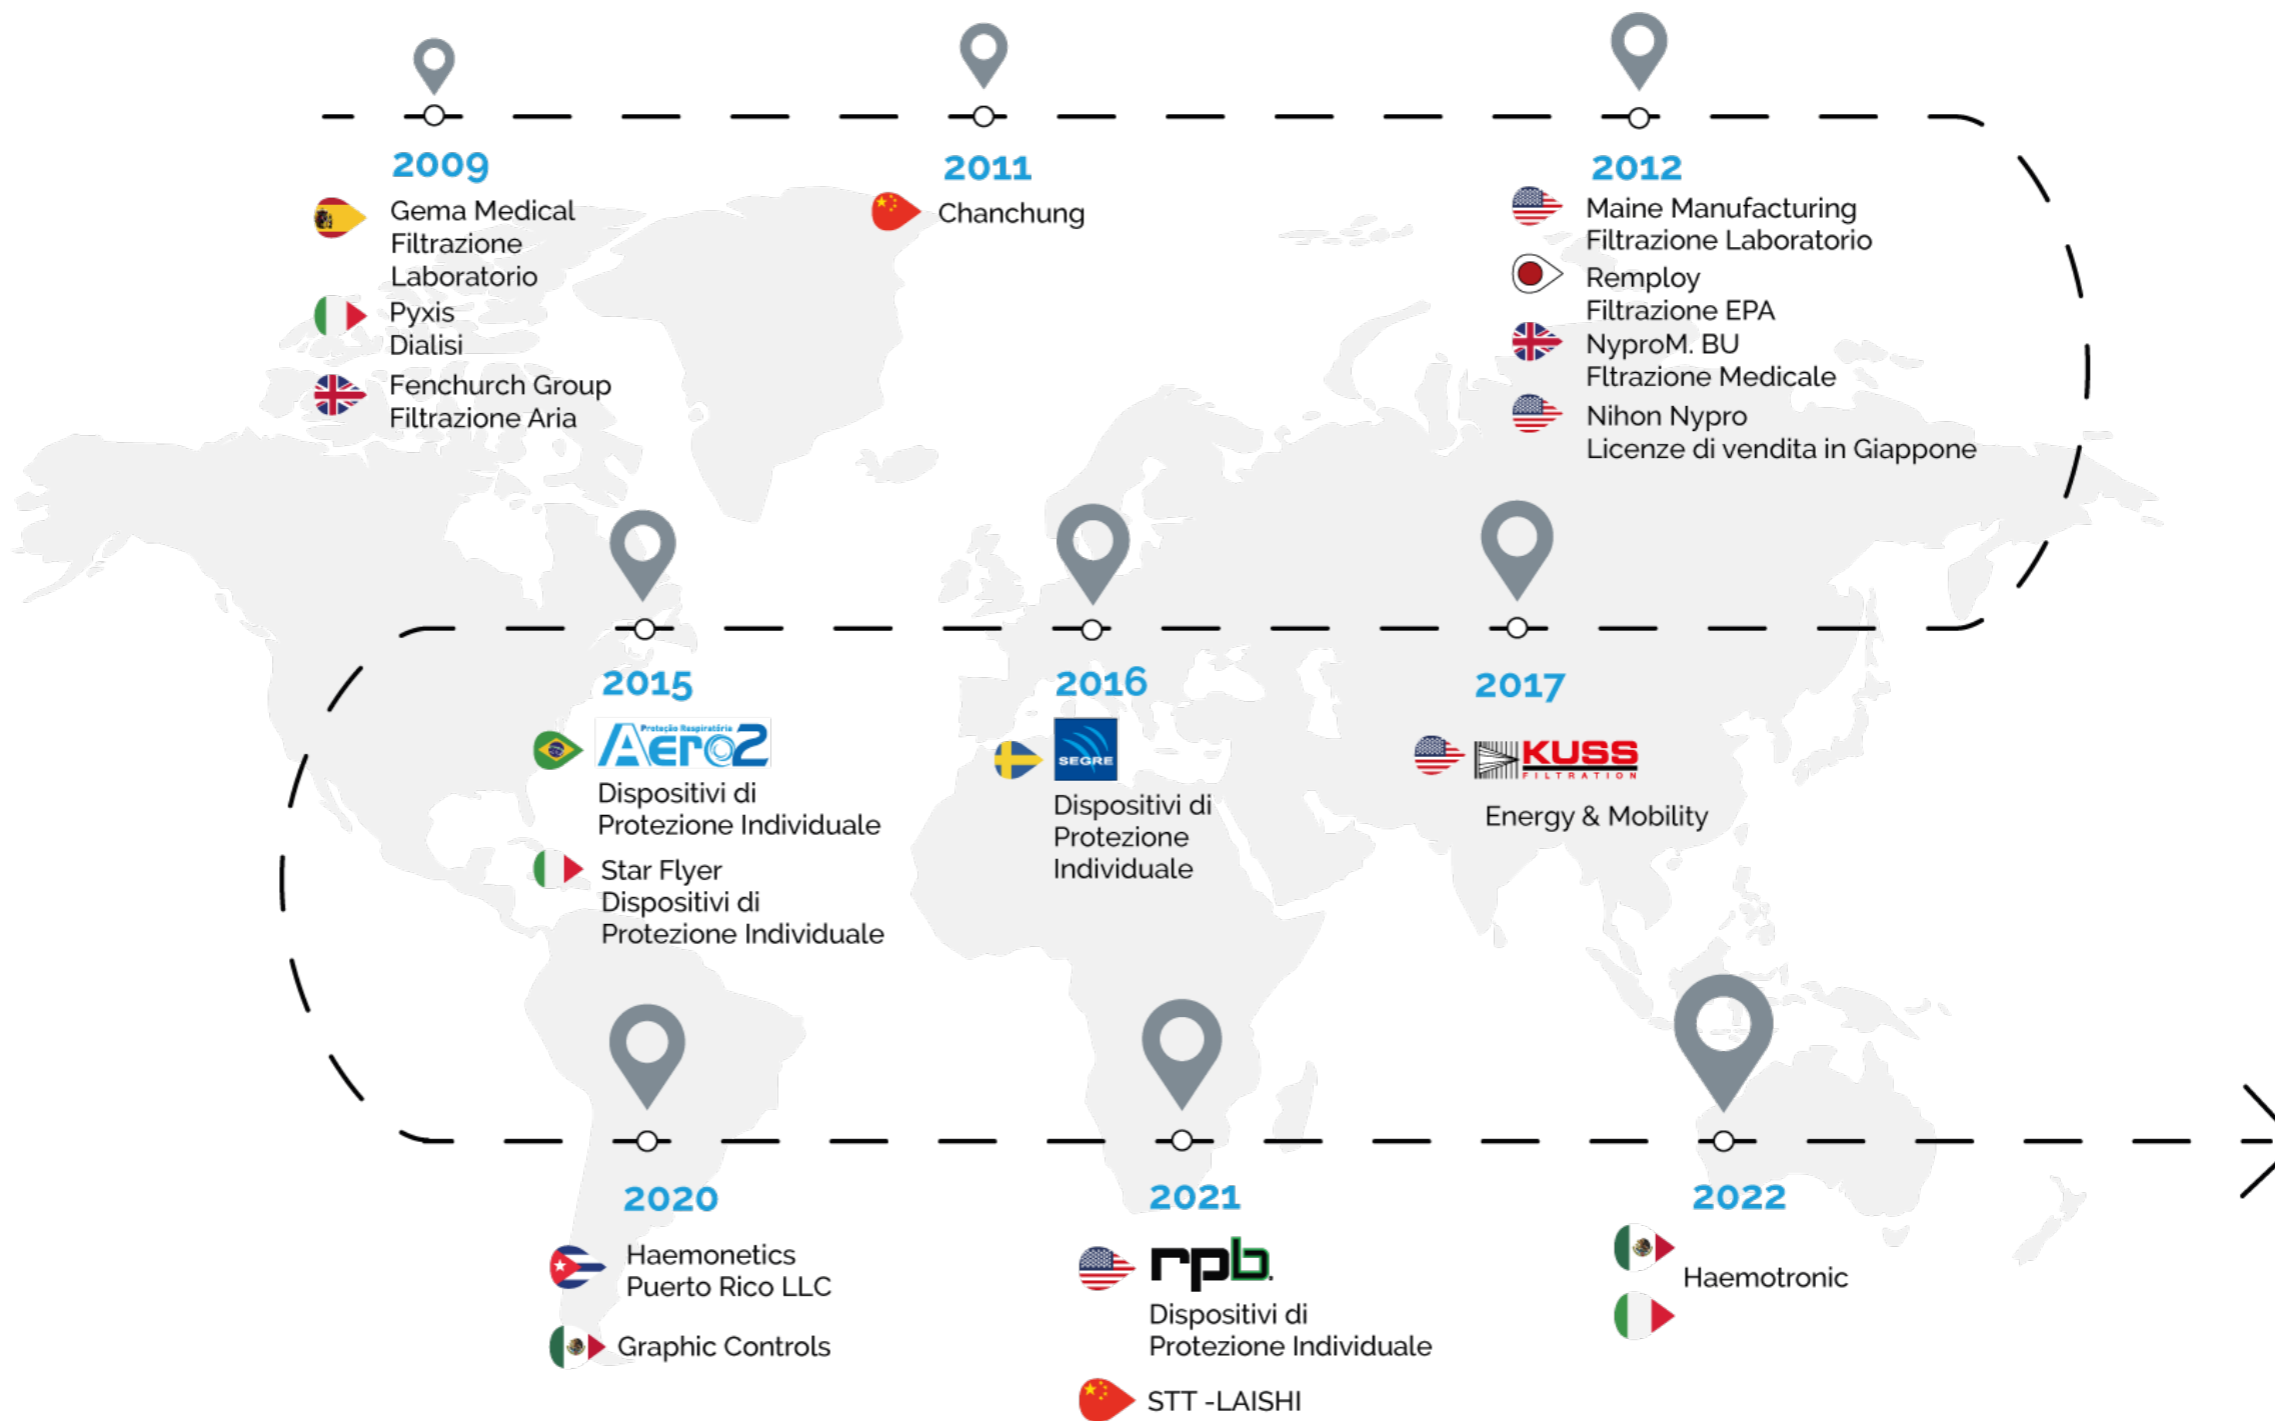 2009
Gema Medical
Filtrazione
Laboratorio
Pyxis
Dialisi
Fenchurch Group
Filtrazione Aria
2011
Chanchung
2012
Maine Manufacturing
Filtrazione Laboratorio
Remploy
Filtrazione EPA
NyproM. BU
Fltrazione Medicale
Nihon Nypro
Licenze di vendita in Giappone
2015
Proteção Respiratória
Aero2
Dispositivi di
Protezione Individuale
Star Flyer
Dispositivi di
Protezione Individuale
2016
SEGRE
Dispositivi di
Protezione
Individuale
2017
KUSS
FILTRATION
Energy & Mobility
2020
Haemonetics
Puerto Rico LLC
Graphic Controls
2021
rpb.
Dispositivi di
Protezione Individuale
STT -LAISHI
2022
Haemotronic